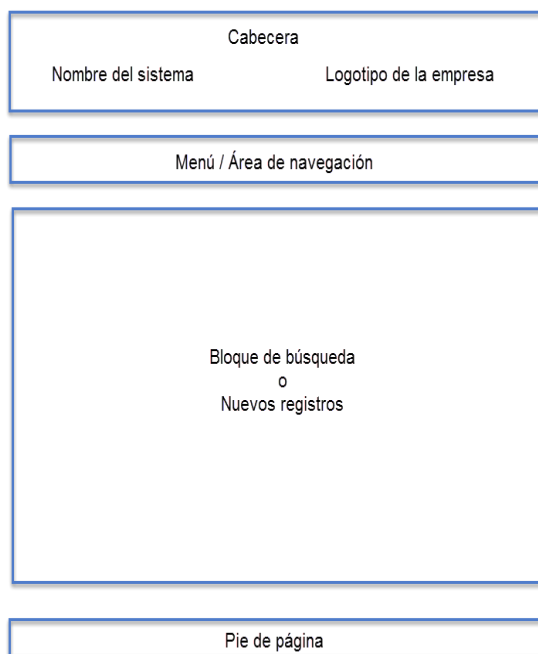 Cabecera
Nombre del sistema Logotipo de la empresa
Menú / Área de navegación
Bloque de búsqueda
o
Nuevos registros
Pie de página